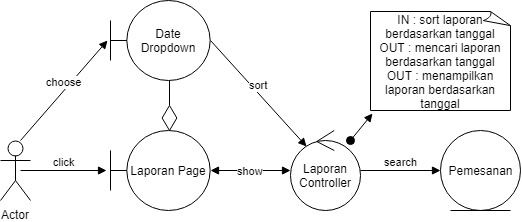 Date
Dropdown
IN : sort laporan
berdasarkan tanggal
OUT : mencari laporan
berdasarkan tanggal
OUT : menampilkan
laporan berdasarkan
tanggal
choose
sort
click
Laporan Page
show
Laporan
Controller
search
Pemesanan
Actor